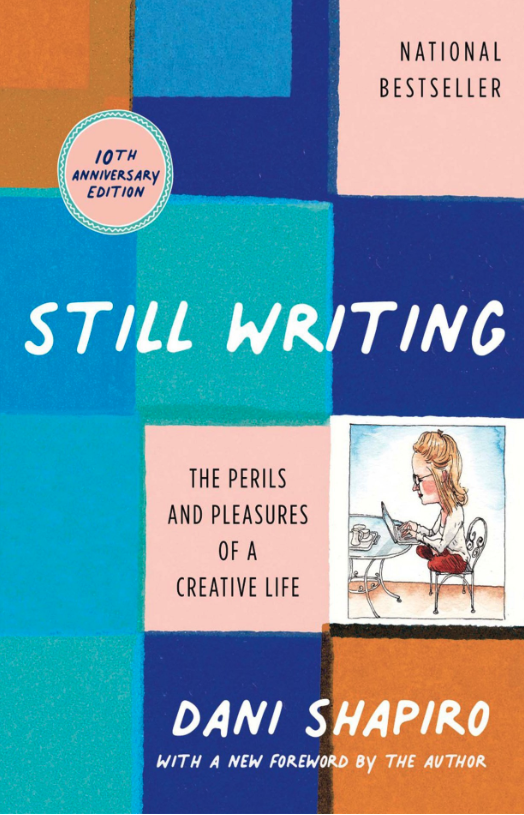 NATIONAL
BESTSELLER
10TH
ANNIVERSARY
EDITION
STILL WRITING
THE PERILS
AND PLEASURES
OF A
CREATIVE LIFE
DANI SHAPIRO
WITH A NEW FOREWORD BY THE AUTHOR